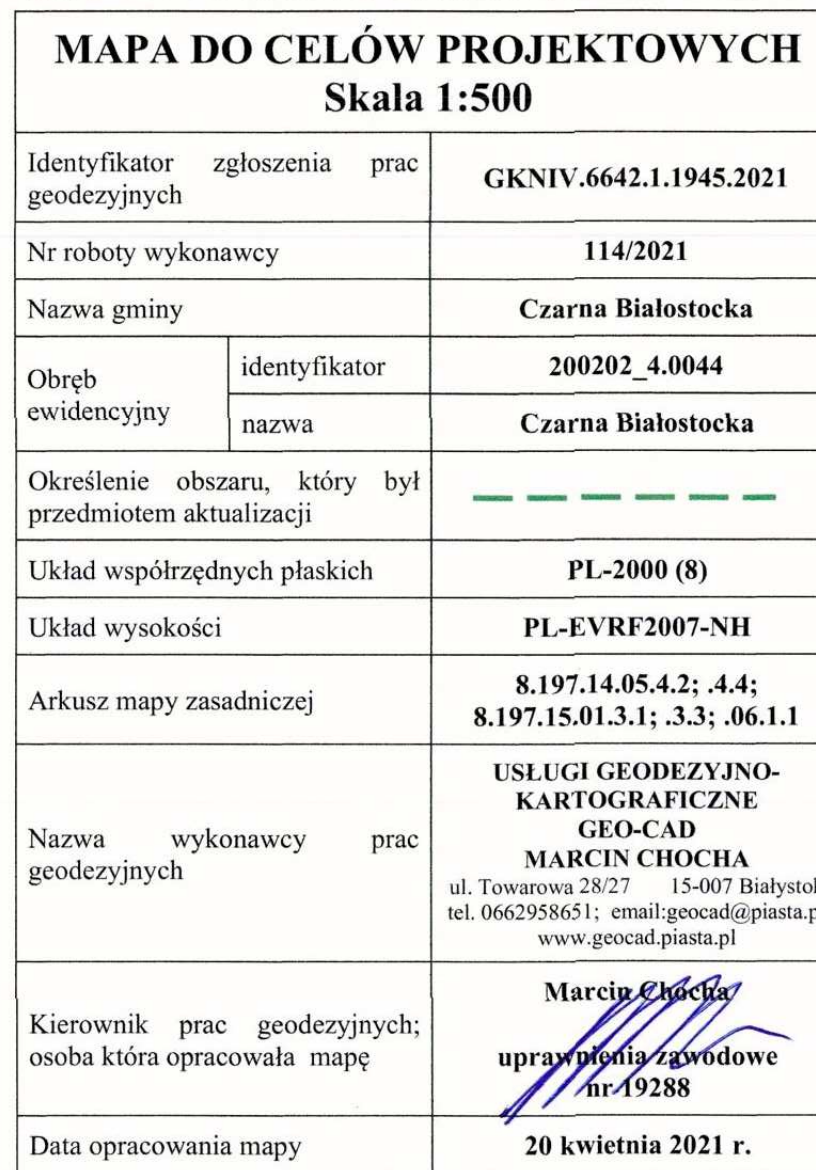 MAPA DO CELÓW PROJEKTOWYCH
Skala 1:500
Identyfikator zgłoszenia prac
geodezyjnych
GKNIV.6642.1.1945.2021
Nr roboty wykonawcy
114/2021
Nazwa gminy
Czarna Białostocka
Obręb
ewidencyjny
identyfikator
200202_4.0044
nazwa
Czarna Białostocka
Określenie obszaru, który był
przedmiotem aktualizacji
Układ współrzędnych płaskich
PL-2000 (8)
Układ wysokości
PL-EVRF2007-NH
Arkusz mapy zasadniczej
8.197.14.05.4.2; .4.4;
8.197.15.01.3.1; .3.3; .06.1.1
Nazwa wykonawcy prac
geodezyjnych
USŁUGI GEODEZYJNO-
KARTOGRAFICZNE
GEO-CAD
MARCIN CHOCHA
ul. Towarowa 28/27 15-007 Białystok
tel. 0662958651; email:geocad@piasta.p
www.geocad.piasta.pl
Kierownik prac geodezyjnych;
osoba która opracowała mapę
Marcin Chocha
uprawnienia zawodowe
nr 19288
Data opracowania mapy
20 kwietnia 2021 r.